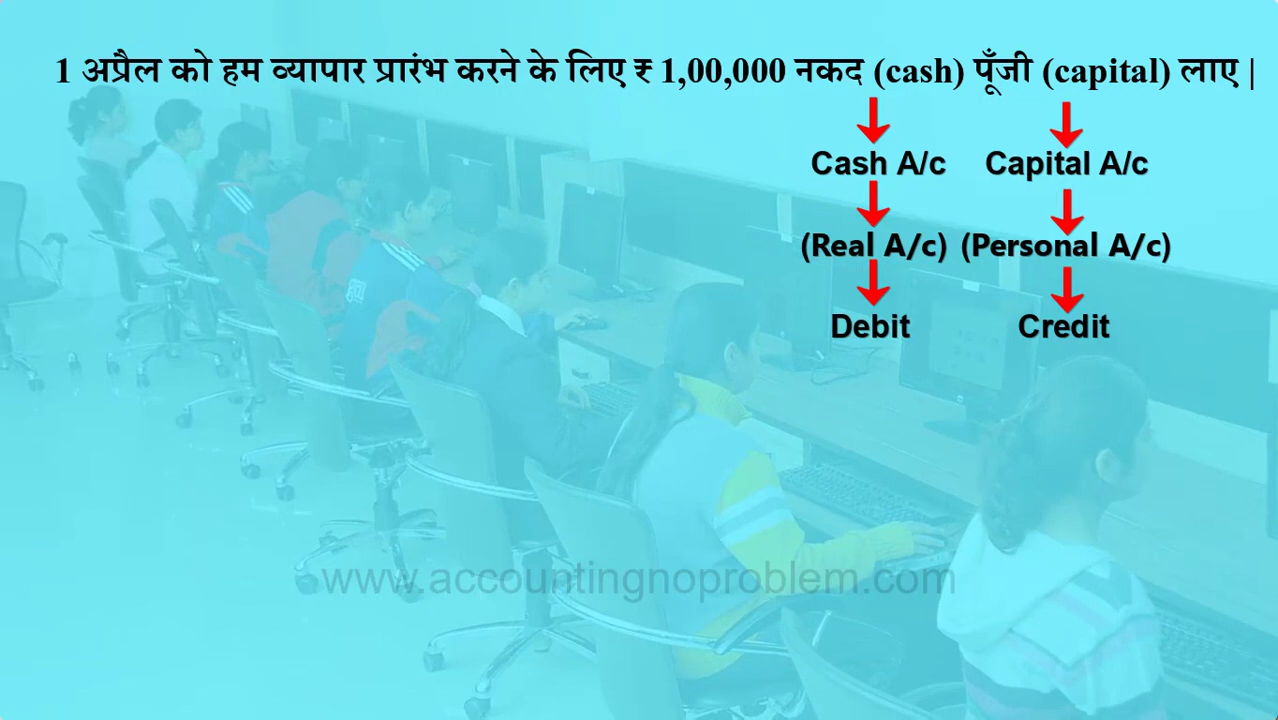 1 अप्रैल को हम व्यापार प्रारंभ करने के लिए ₹ 1,00,000 नकद (cash) पूँजी (capital) लाए |
Cash A/c Capital A/c
(Real A/c) (Personal A/c)
Debit Credit
www.accountingnoproblem.com